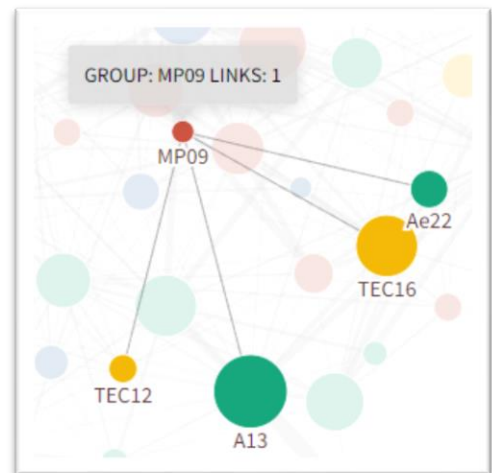 GROUP: MP09 LINKS: 1
MP09
Ae22
TEC16
TEC12
A13